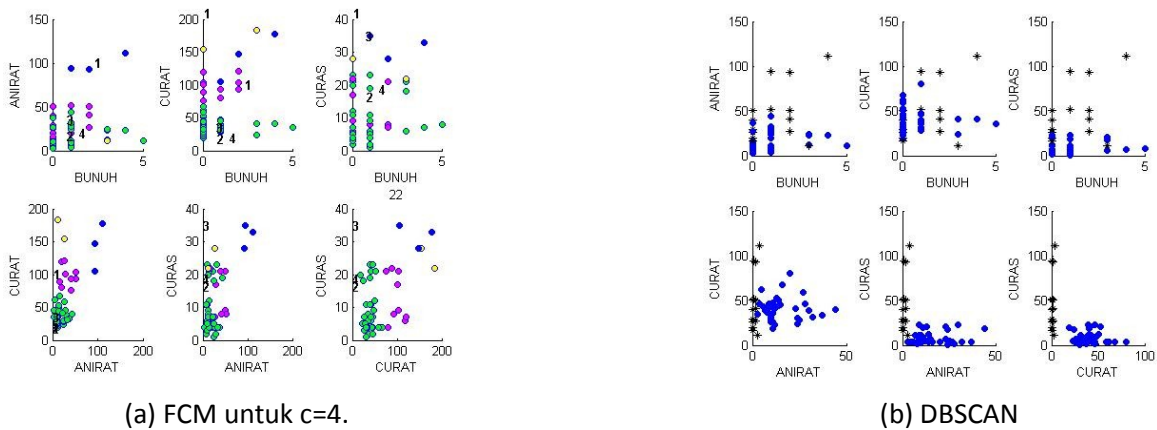 1 1
150 200 40 150 150 150
3
100 1 150 30 100 100 100
ANIRAT CURAT 100 1 CURAS 20 4 2 CURAT CURAT CURAS
50 50 10 50 50 50
4 2 2 4
0 0 0 0 0 0
0 5 0 5 0 5 0 5 0 5 0 5
BUNUH BUNUH BUNUH BUNUH BUNUH BUNUH
22
200 40 40 150 150 150
3 3
150 30 30 100 100 100
CURAT 100 1 CURAS 20 2 CURAS 20 4 2 CURAT CURAS CURAS
50 10 10 50 50 50
0 0 0 0 0 0
0 100 200 0 100 200 0 100 200 0 50 0 50 0 100
ANIRAT ANIRAT CURAT ANIRAT ANIRAT CURAT
(a) FCM untuk c=4. (b) DBSCAN